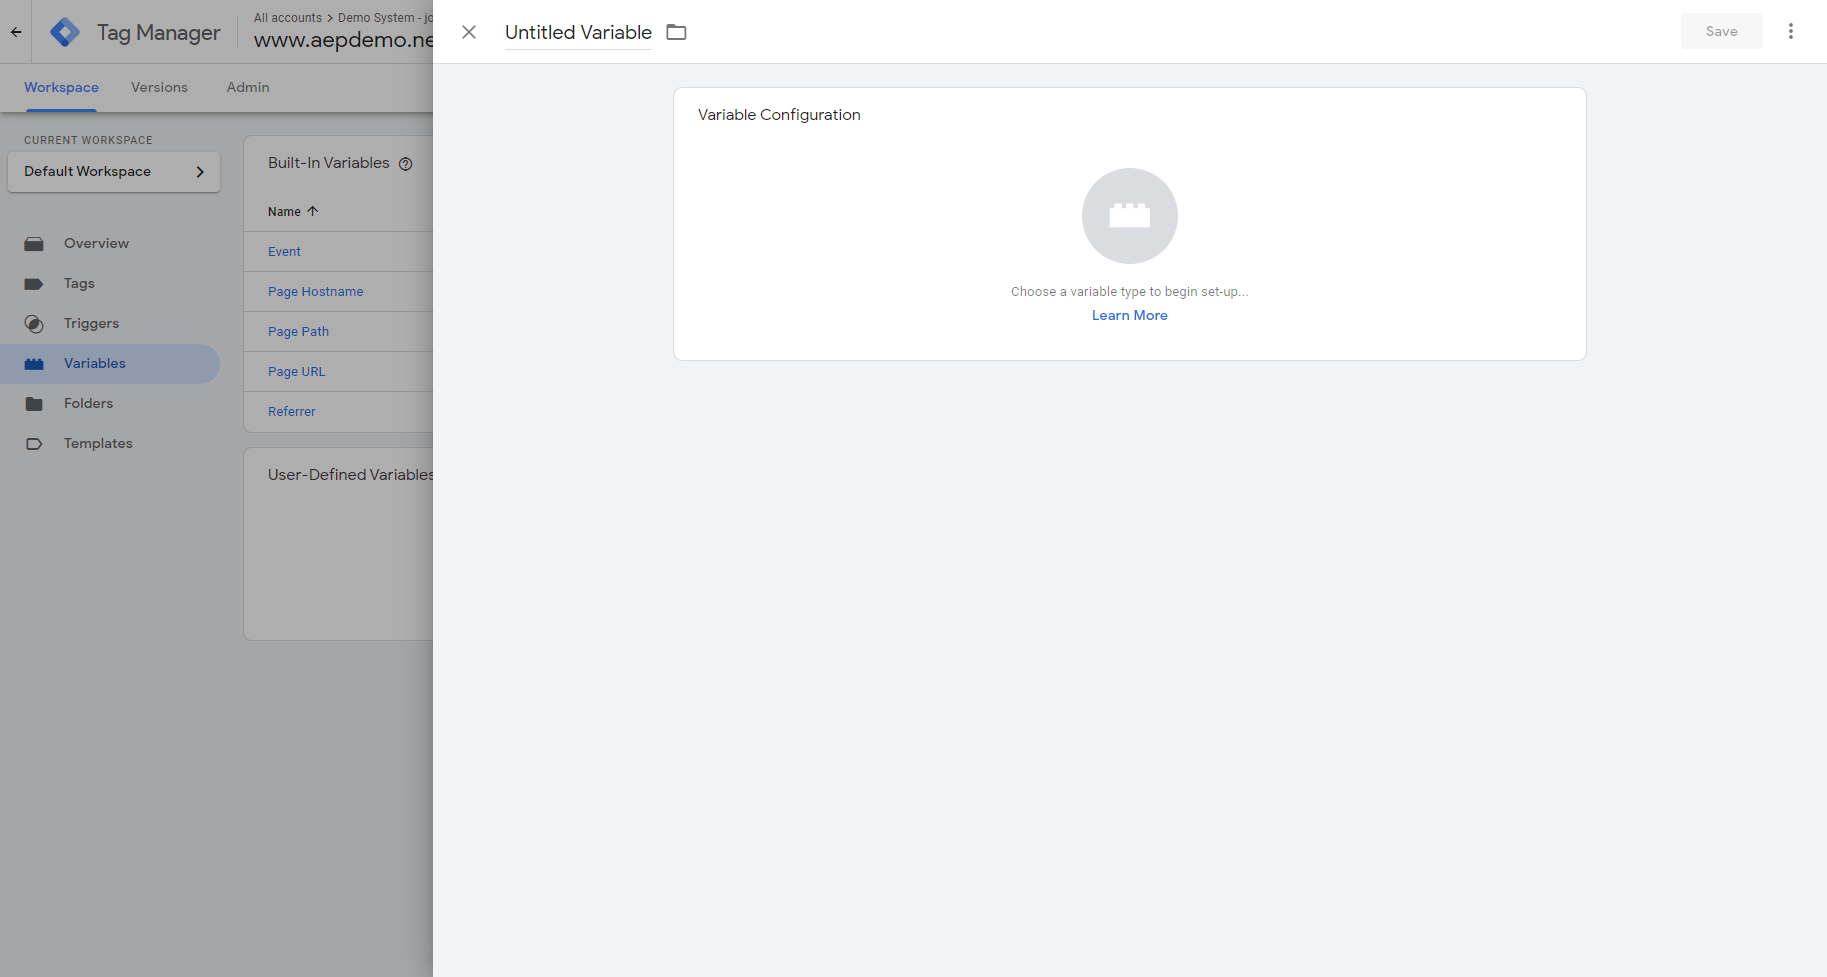 Tag Manager
All accounts > Demo System - jo
www.aepdemo.ne
Untitled Variable
Save
Workspace
Versions
Admin
CURRENT WORKSPACE
Default Workspace
Overview
Tags
Triggers
Variables
Folders
Templates
Built-In Variables
Name
Event
Page Hostname
Page Path
Page URL
Referrer
User-Defined Variables
Variable Configuration
Choose a variable type to begin set-up...
Learn More